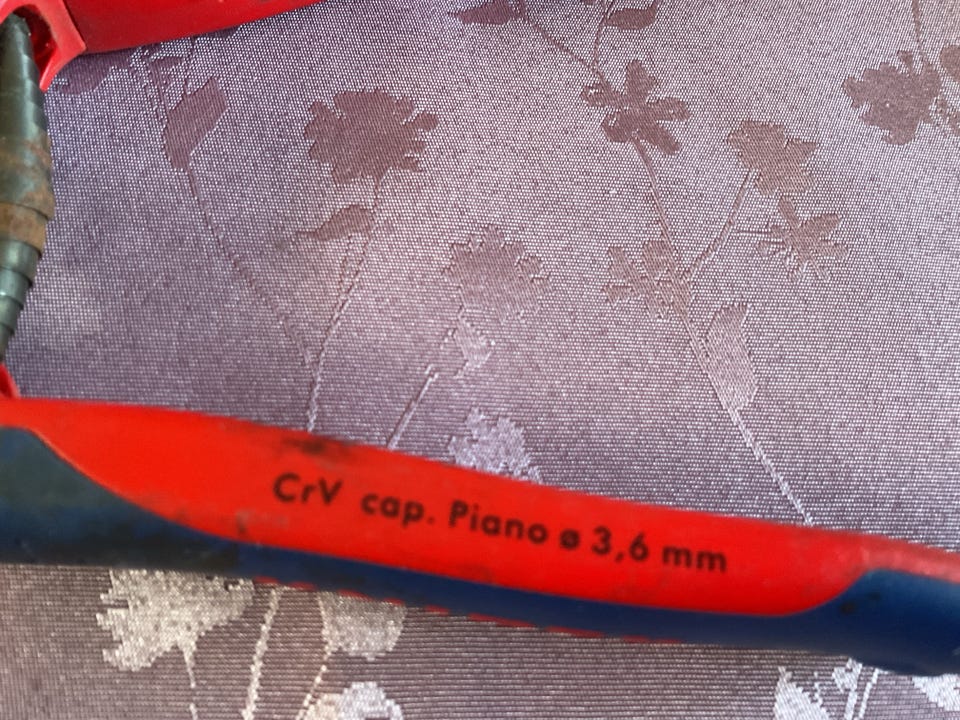 CrV cap. Piano ø 3,6 mm